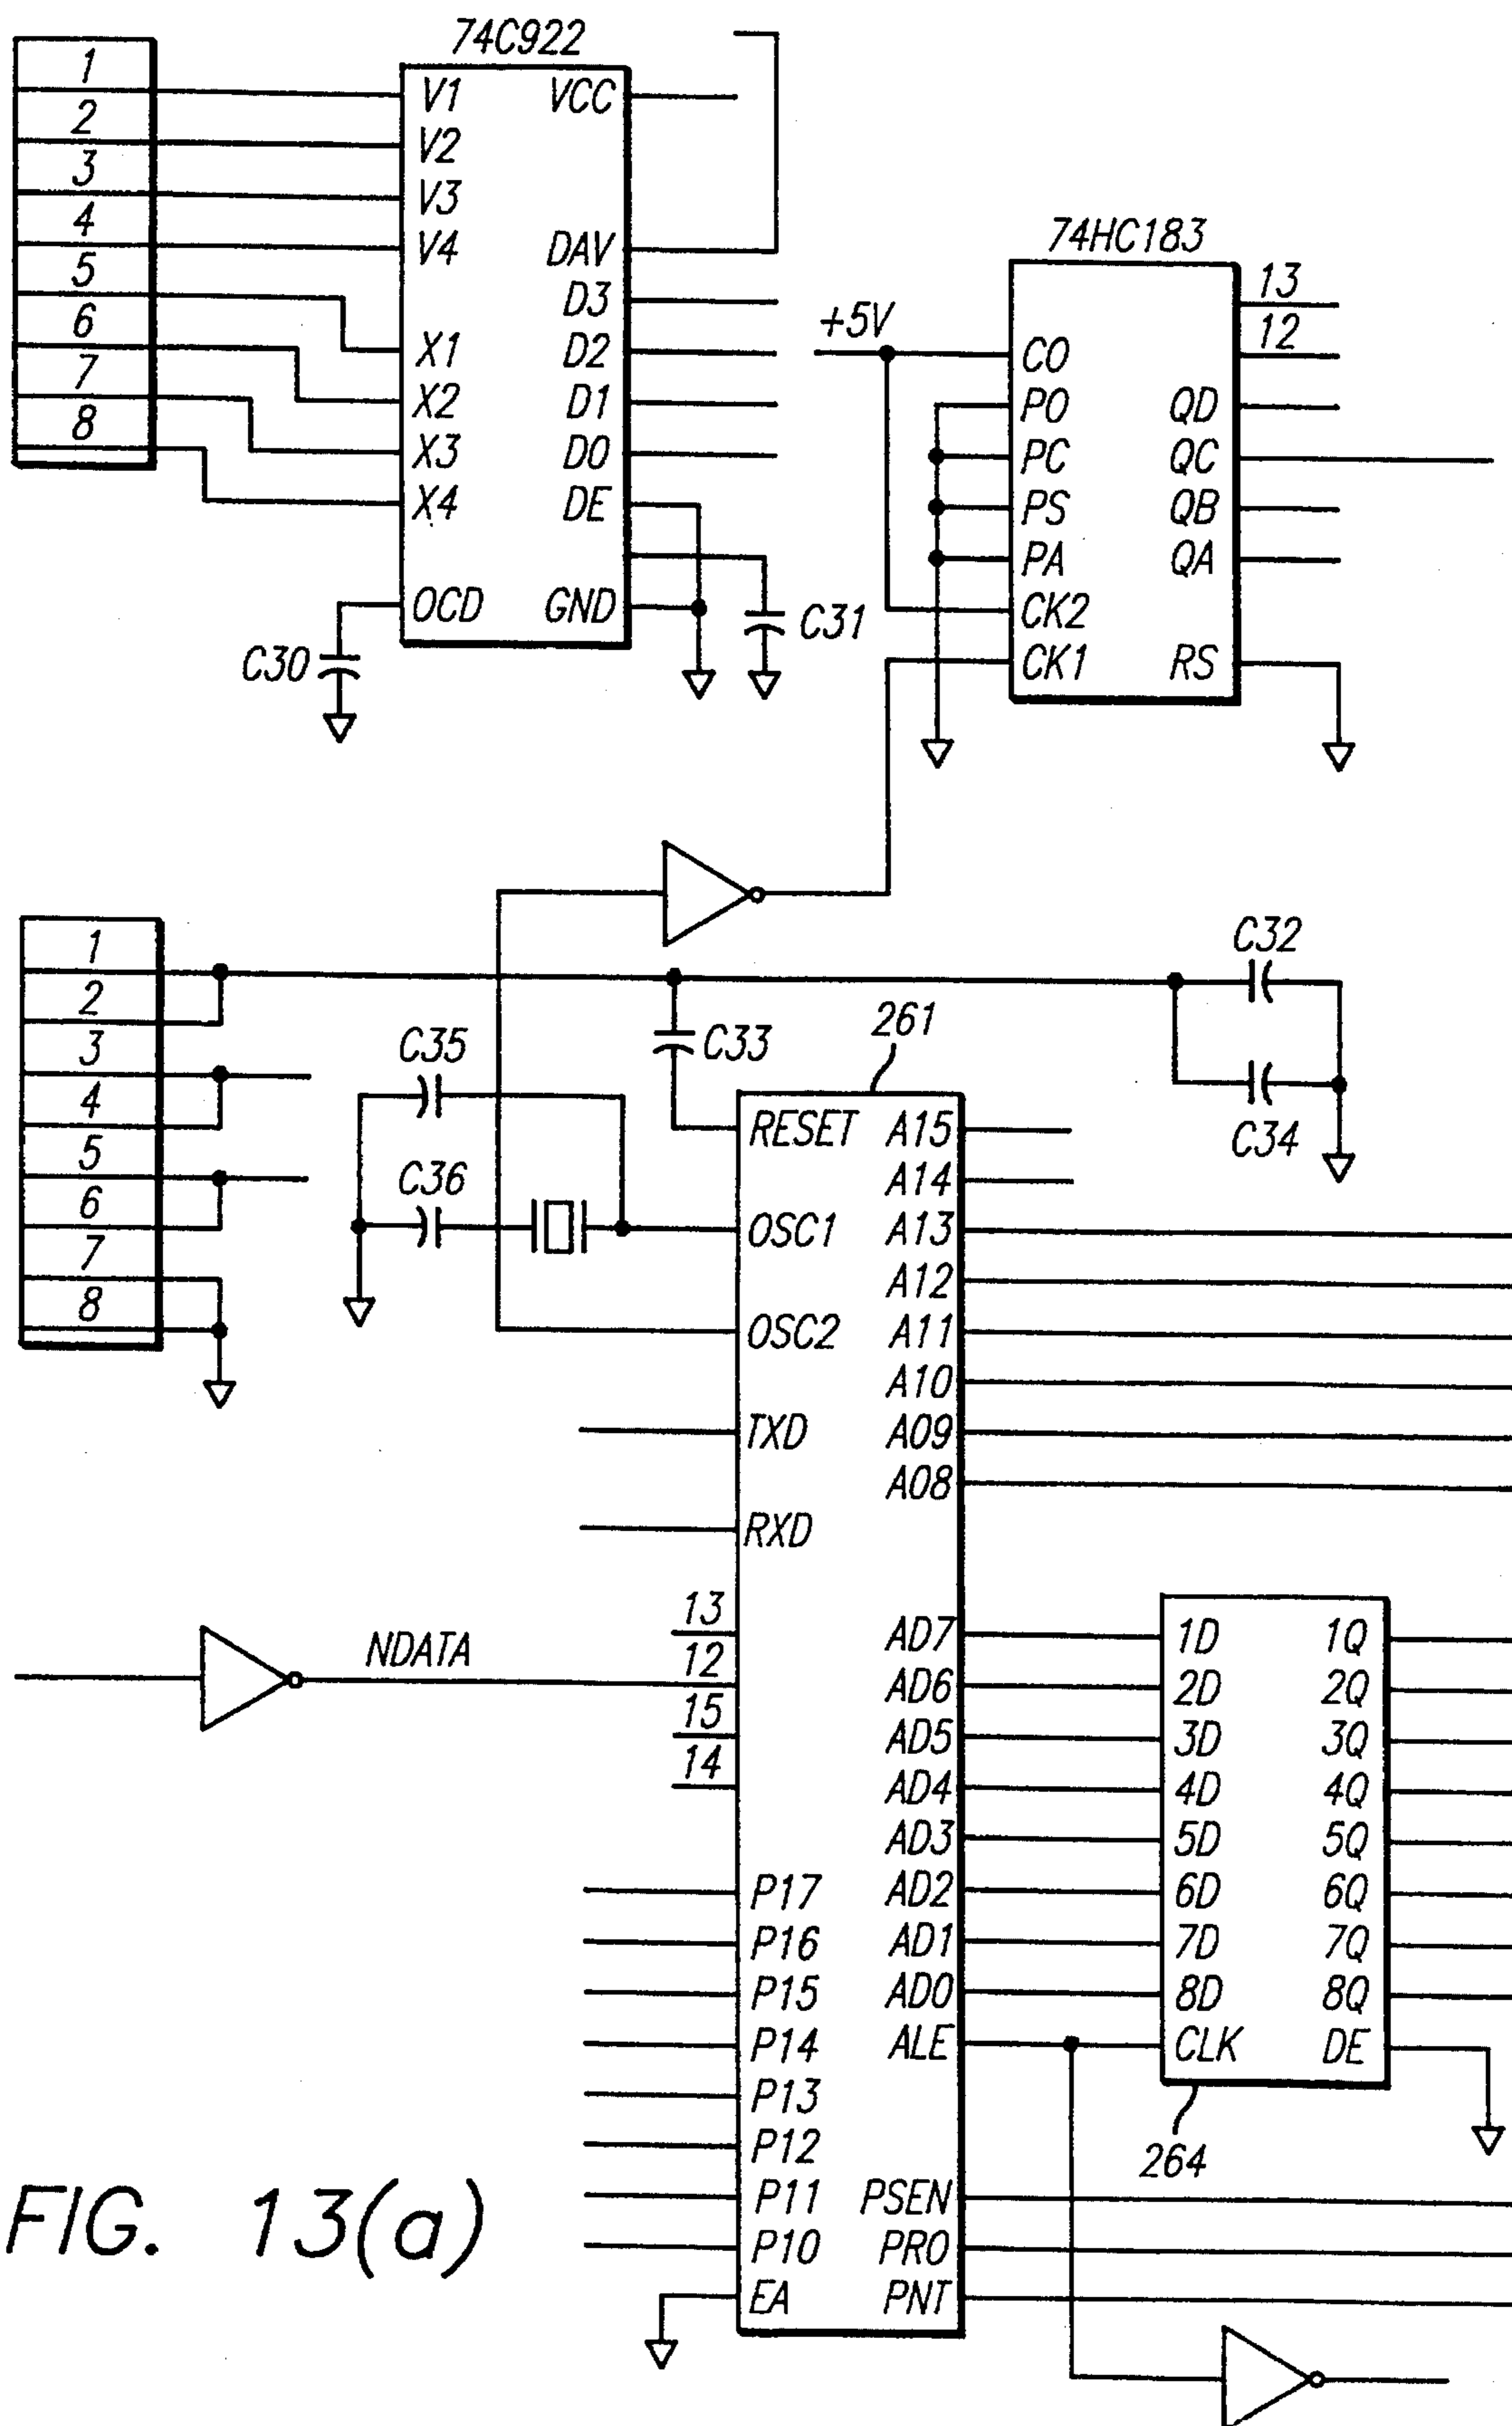 74C922
1
2
3
4
5
6
7
8
V1 VCC
V2
V3
V4 DAV
D3
X1 D2
X2 D1
X3 D0
X4 DE
OCD GND
C30
C31
74HC183
+5V
13
12
CO
PO QD
PC QC
PS QB
PA QA
CK2
CK1 RS
1
2
3
4
5
6
7
8
C35
C36
C33
261
C32
C34
RESET A15
A14
OSC1 A13
A12
OSC2 A11
A10
TXD A09
A08
RXD
NDATA
13
12
15
14
AD7
AD6
AD5
AD4
AD3
P17 AD2
P16 AD1
P15 AD0
P14 ALE
P13
P12
P11 PSEN
P10 PRO
EA PNT
1D 1Q
2D 2Q
3D 3Q
4D 4Q
5D 5Q
6D 6Q
7D 7Q
8D 8Q
CLK DE
264
FIG. 13(a)